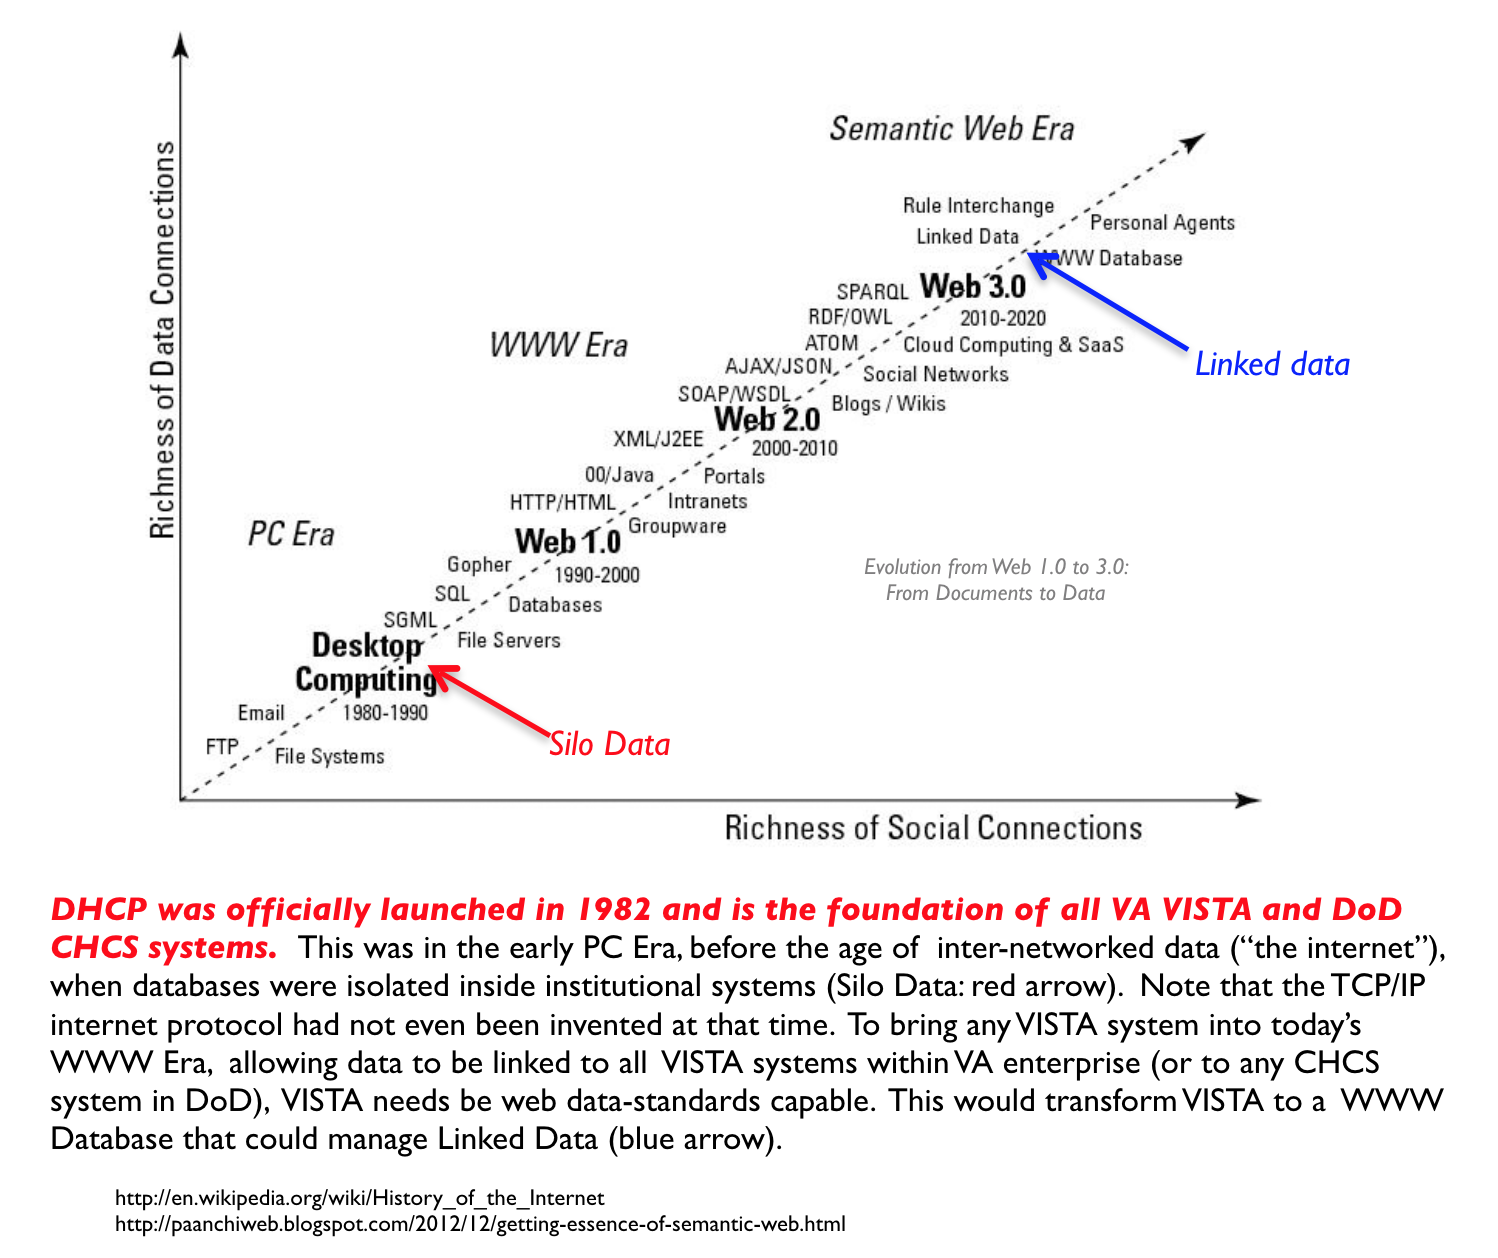 Semantic Web Era
Rule Interchange
Personal Agents
Linked Data
WWW Database
SPARQL
Web 3.0
RDF/OWL
2010-2020
ATOM
Cloud Computing & SaaS
WWW Era
AJAX/JSON
Social Networks
Linked data
SOAP/WSDL
Blogs / Wikis
Web 2.0
XML/J2EE
2000-2010
00/Java
Portals
HTTP/HTML
Intranets
Groupware
PC Era
Web 1.0
Gopher
1990-2000
Evolution from Web 1.0 to 3.0:
From Documents to Data
SQL
Databases
SGML
File Servers
Desktop
Computing
Email
1980-1990
FTP
File Systems
Silo Data
Richness of Data Connections
Richness of Social Connections
DHCP was officially launched in 1982 and is the foundation of all VA VISTA and DoD
CHCS systems. This was in the early PC Era, before the age of inter-networked data (“the internet”),
when databases were isolated inside institutional systems (Silo Data: red arrow). Note that the TCP/IP
internet protocol had not even been invented at that time. To bring any VISTA system into today’s
WWW Era, allowing data to be linked to all VISTA systems within VA enterprise (or to any CHCS
system in DoD), VISTA needs be web data-standards capable. This would transform VISTA to a WWW
Database that could manage Linked Data (blue arrow).
http://en.wikipedia.org/wiki/History_of_the_Internet
http://paanchiweb.blogspot.com/2012/12/getting-essence-of-semantic-web.html